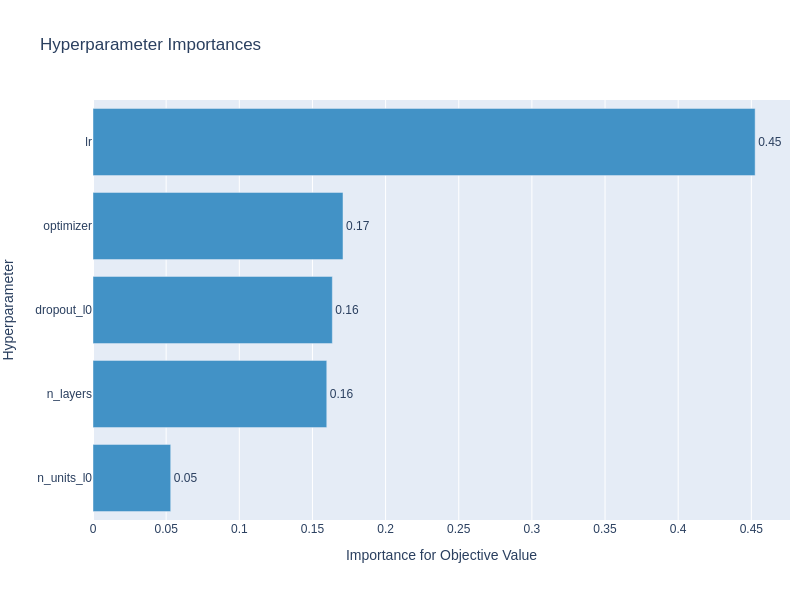 Hyperparameter Importances
Hyperparameter
lr
0.45
optimizer
0.17
dropout_l0
0.16
n_layers
0.16
n_units_l0
0.05
0 0.05 0.1 0.15 0.2 0.25 0.3 0.35 0.4 0.45
Importance for Objective Value